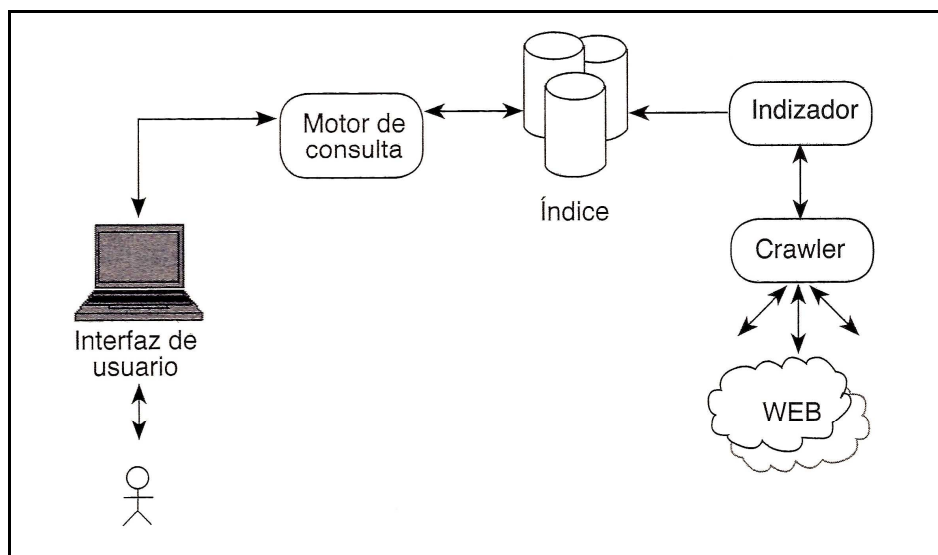 Motor de
consulta
Índice
Indizador
Crawler
WEB
Interfaz de
usuario